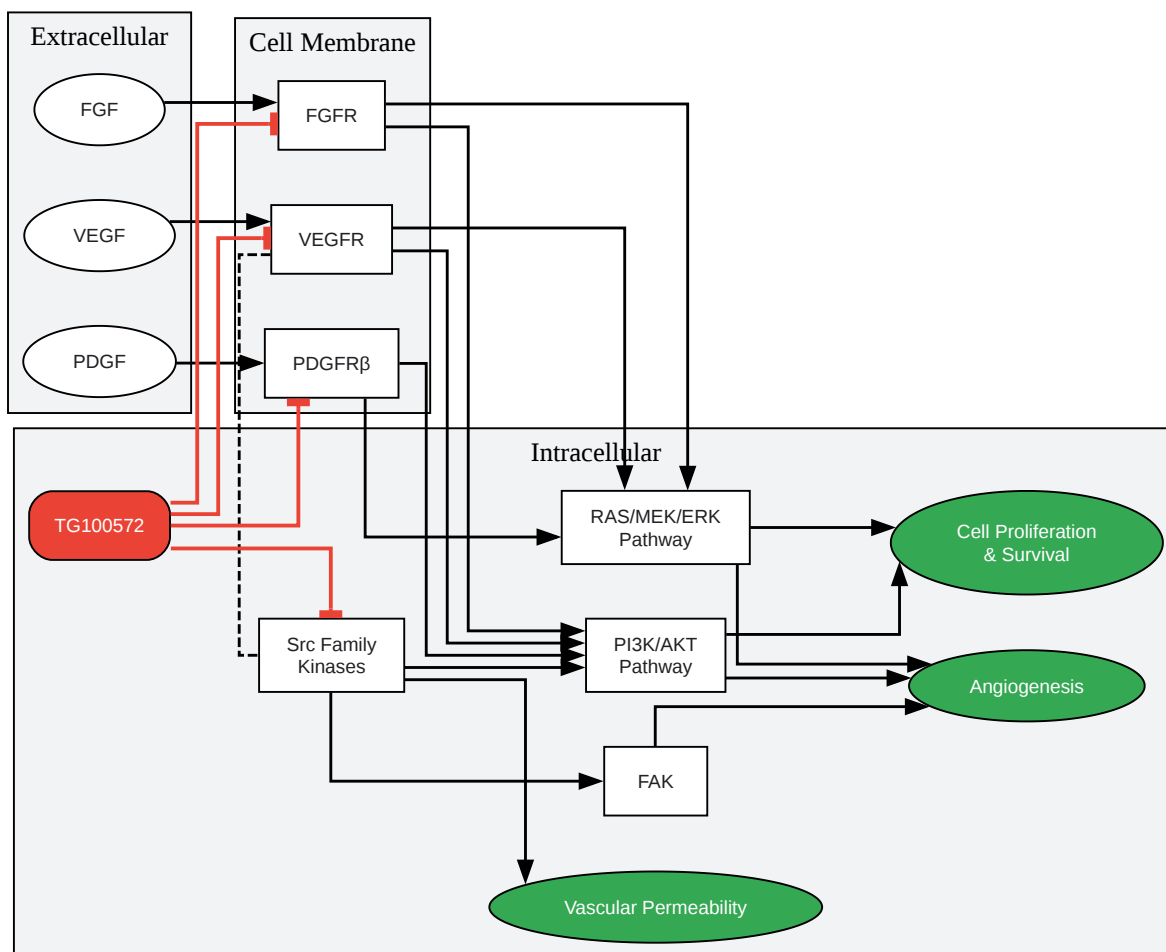 Extracellular
Cell Membrane
FGF
FGFR
VEGF
VEGFR
PDGF
PDGFRβ
Intracellular
TG100572
RAS/MEK/ERK
Pathway
Cell Proliferation
& Survival
Src Family
Kinases
PI3K/AKT
Pathway
Angiogenesis
FAK
Vascular Permeability